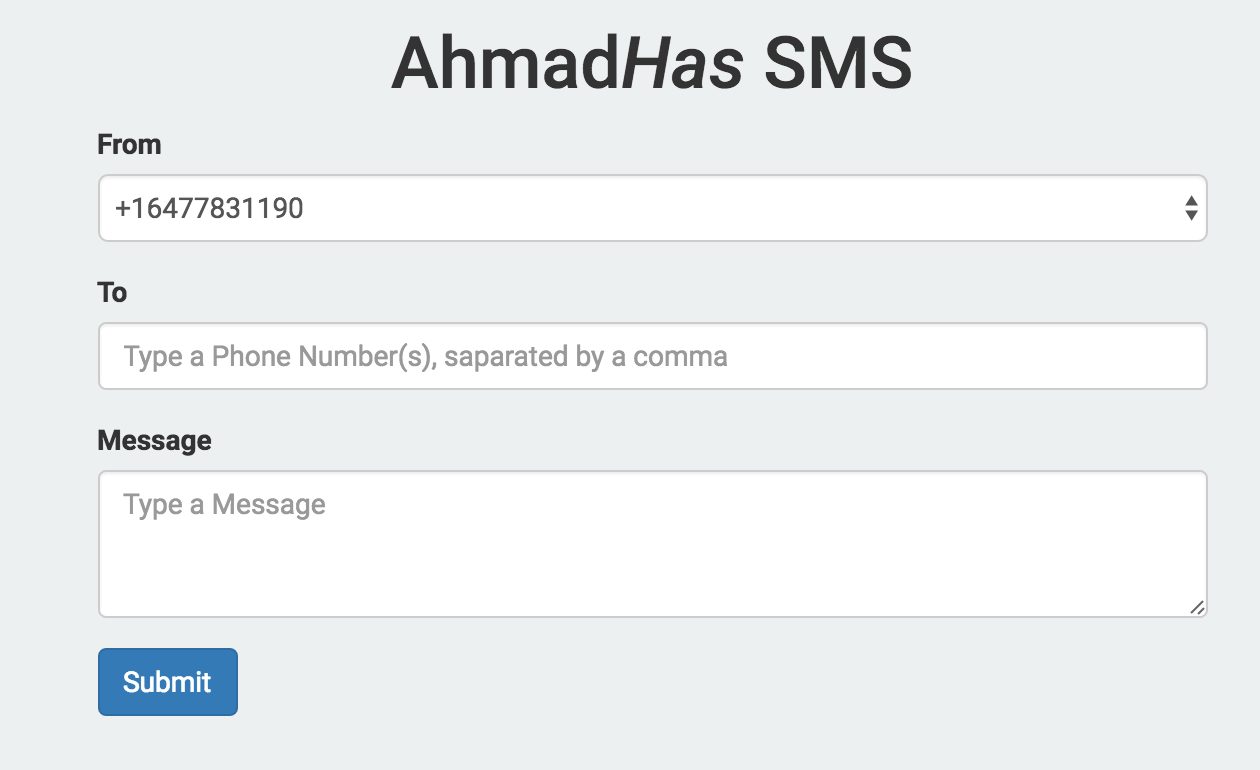 AhmadHas SMS
From
+16477831190
To
Type a Phone Number(s), saparated by a comma
Message
Type a Message
Submit